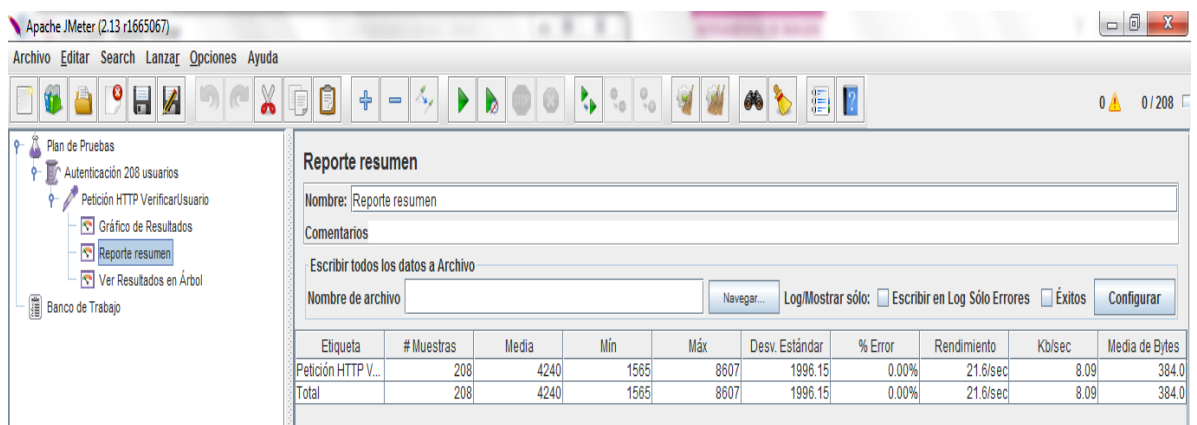 Apache JMeter (2.13 r1665067)
Archivo Editar Search Lanzar Opciones Ayuda
0 0 / 208
Plan de Pruebas
Autenticación 208 usuarios
Petición HTTP VerificarUsuario
Gráfico de Resultados
Reporte resumen
Ver Resultados en Árbol
Banco de Trabajo
Reporte resumen
Nombre: Reporte resumen
Comentarios
Escribir todos los datos a Archivo
Nombre de archivo Navegar... Log/Mostrar sólo: Escribir en Log Sólo Errores Éxitos Configurar
Etiqueta # Muestras Media Mín Máx Desv. Estándar % Error Rendimiento Kb/sec Media de Bytes
Petición HTTP V... 208 4240 1565 8607 1996.15 0.00% 21.6/sec 8.09 384.0
Total 208 4240 1565 8607 1996.15 0.00% 21.6/sec 8.09 384.0